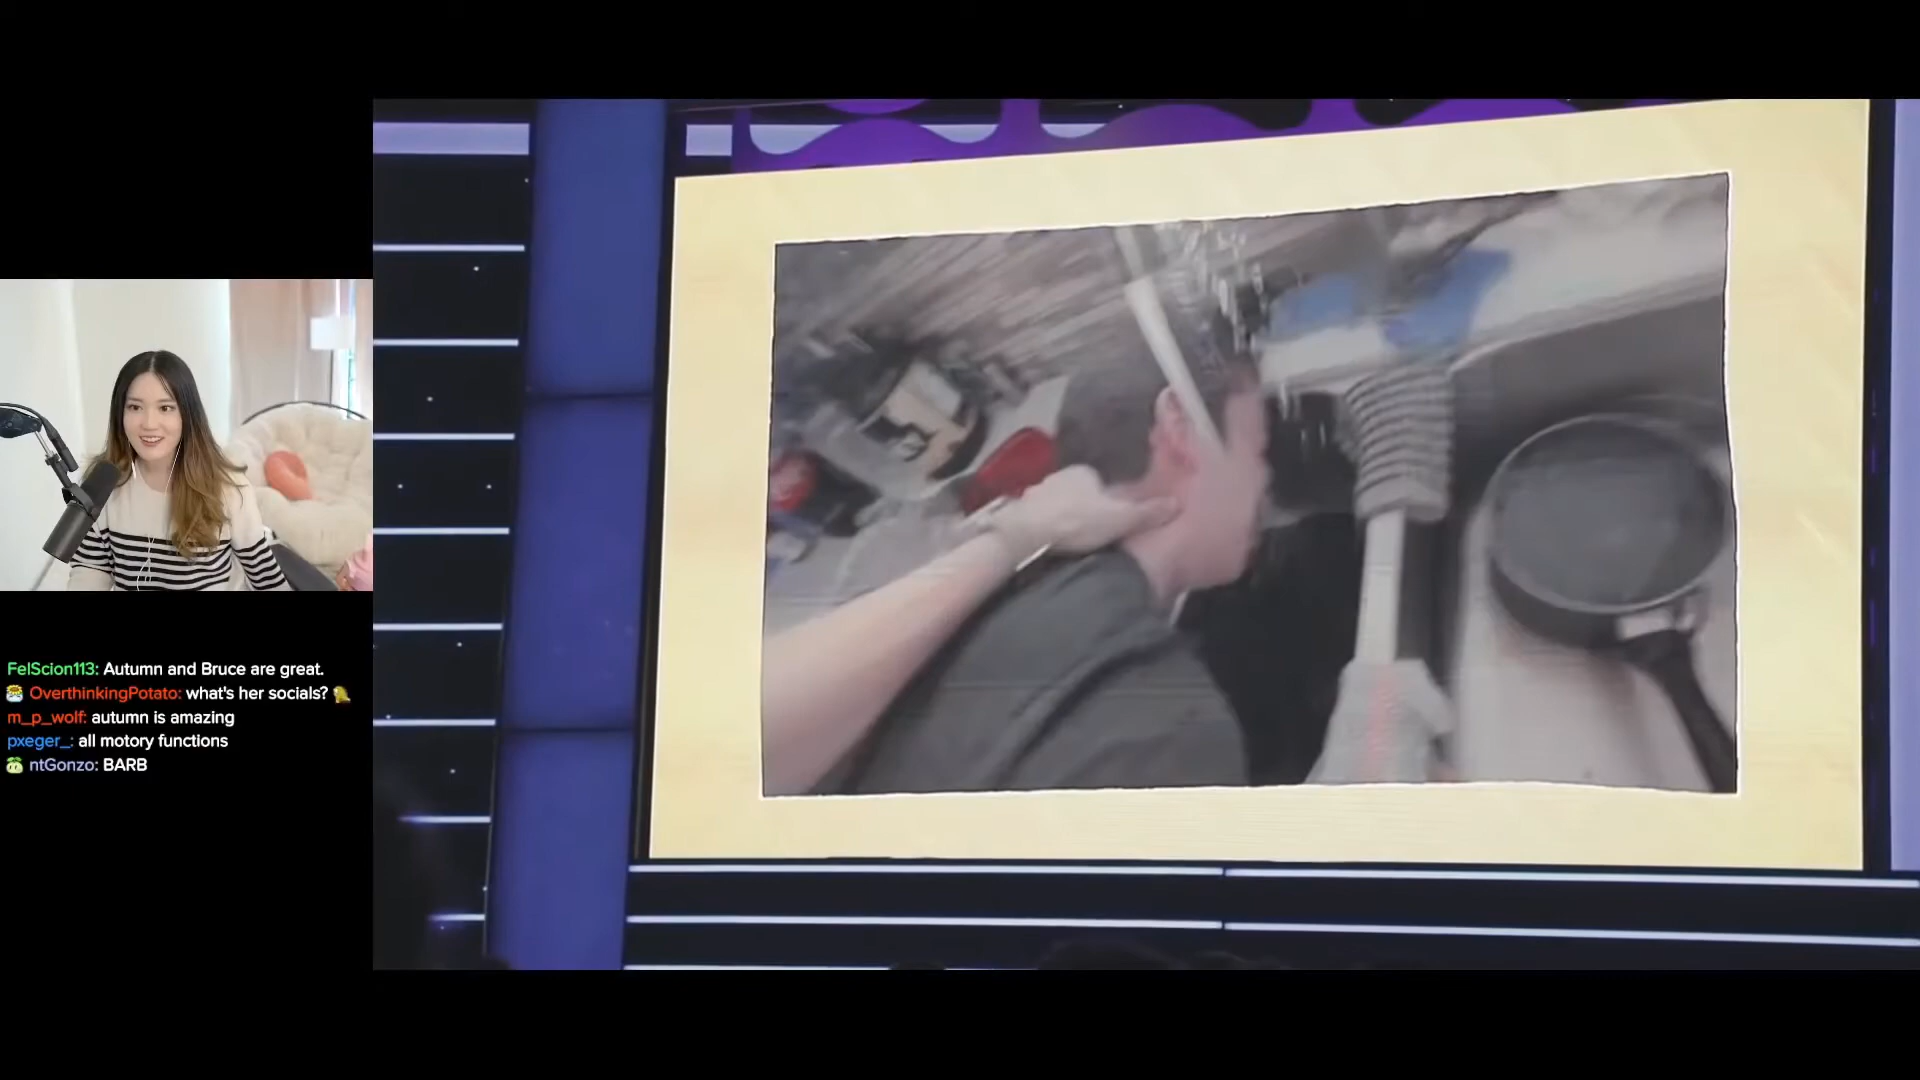 FelScion113: Autumn and Bruce are great.
OverthinkingPotato: what's her socials?
m_p_wolf: autumn is amazing
pxeger_: all motory functions
ntGonzo: BARB